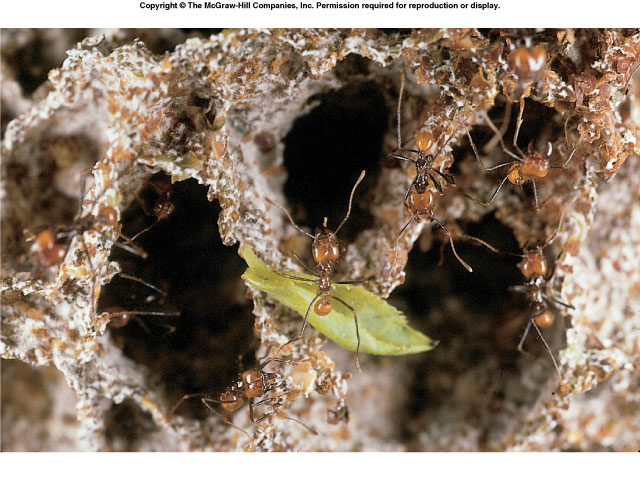 Copyright © The McGraw-Hill Companies, Inc. Permission required for reproduction or display.